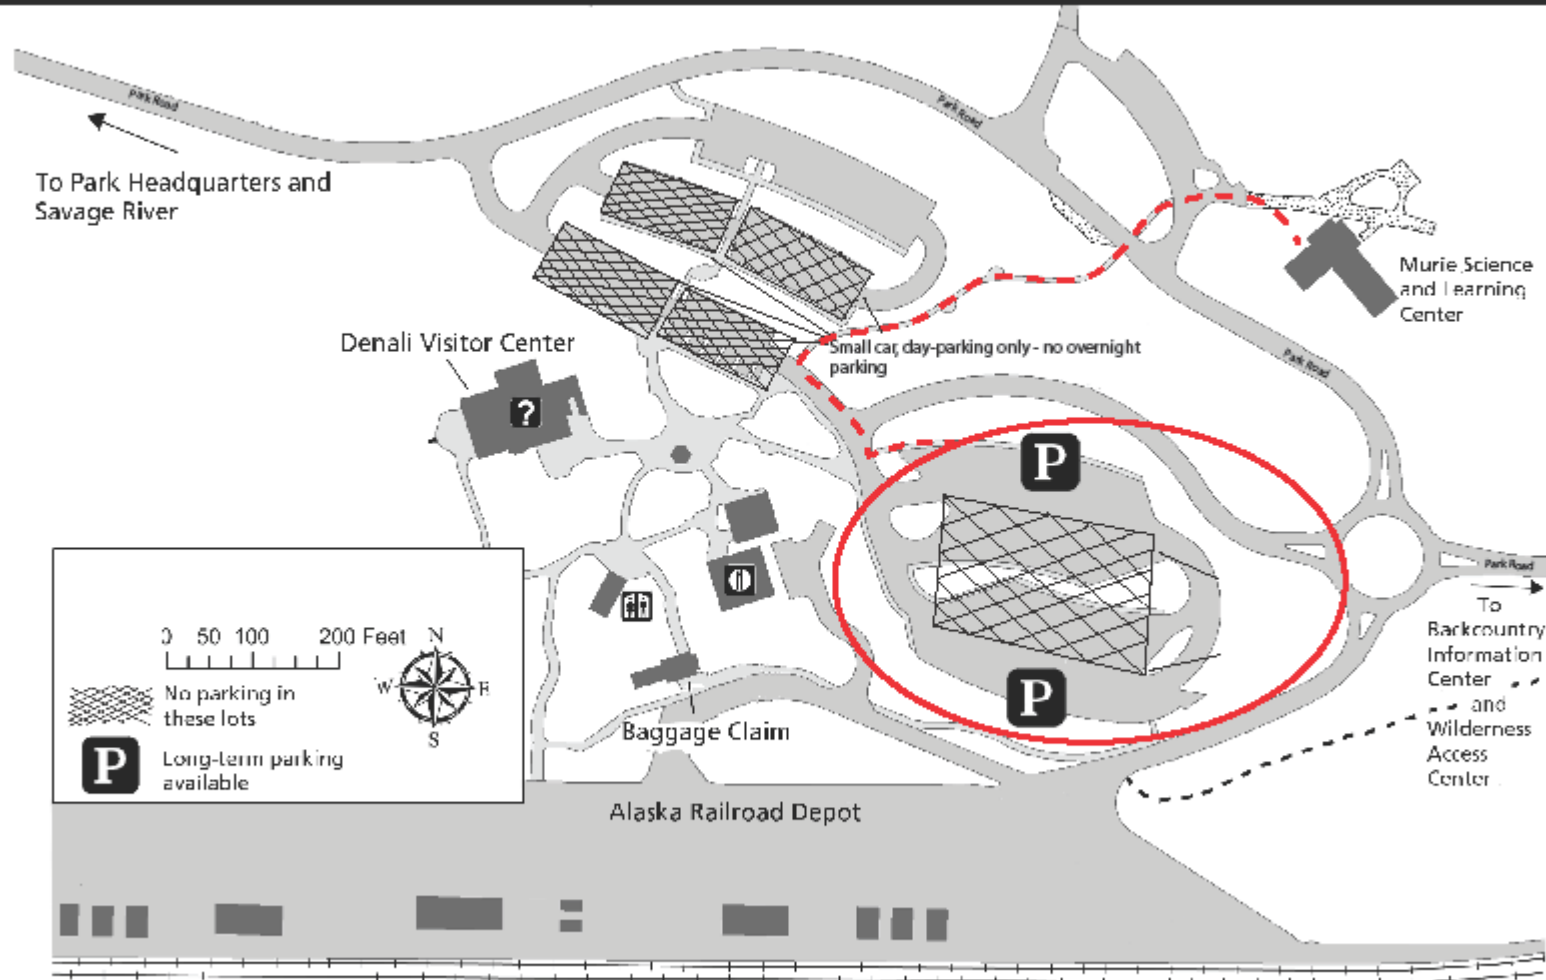 Park Road
Park Road
To Park Headquarters and
Savage River
Murie Science
and Learning
Center
Denali Visitor Center
Small car, day-parking only - no overnight
parking
Park Road
?
P
Park Road
To
Backcountry
Information
Center
and
Wilderness
Access
Center
0 50 100 200 Feet
N
W E
S
No parking in
these lots
P
Baggage Claim
P
Long-term parking
available
Alaska Railroad Depot